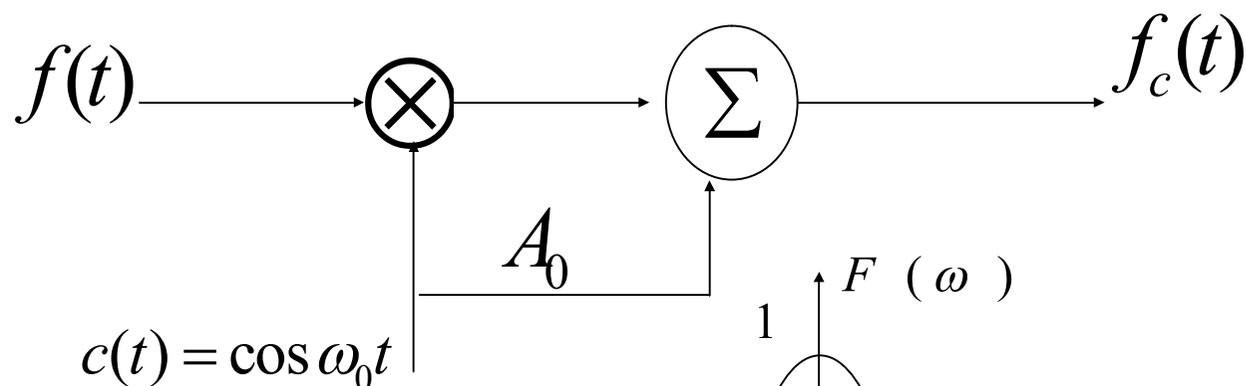 f(t)
Σ
f_c(t)
A_0
F ( ω )
1
c(t) = cos ω_0 t